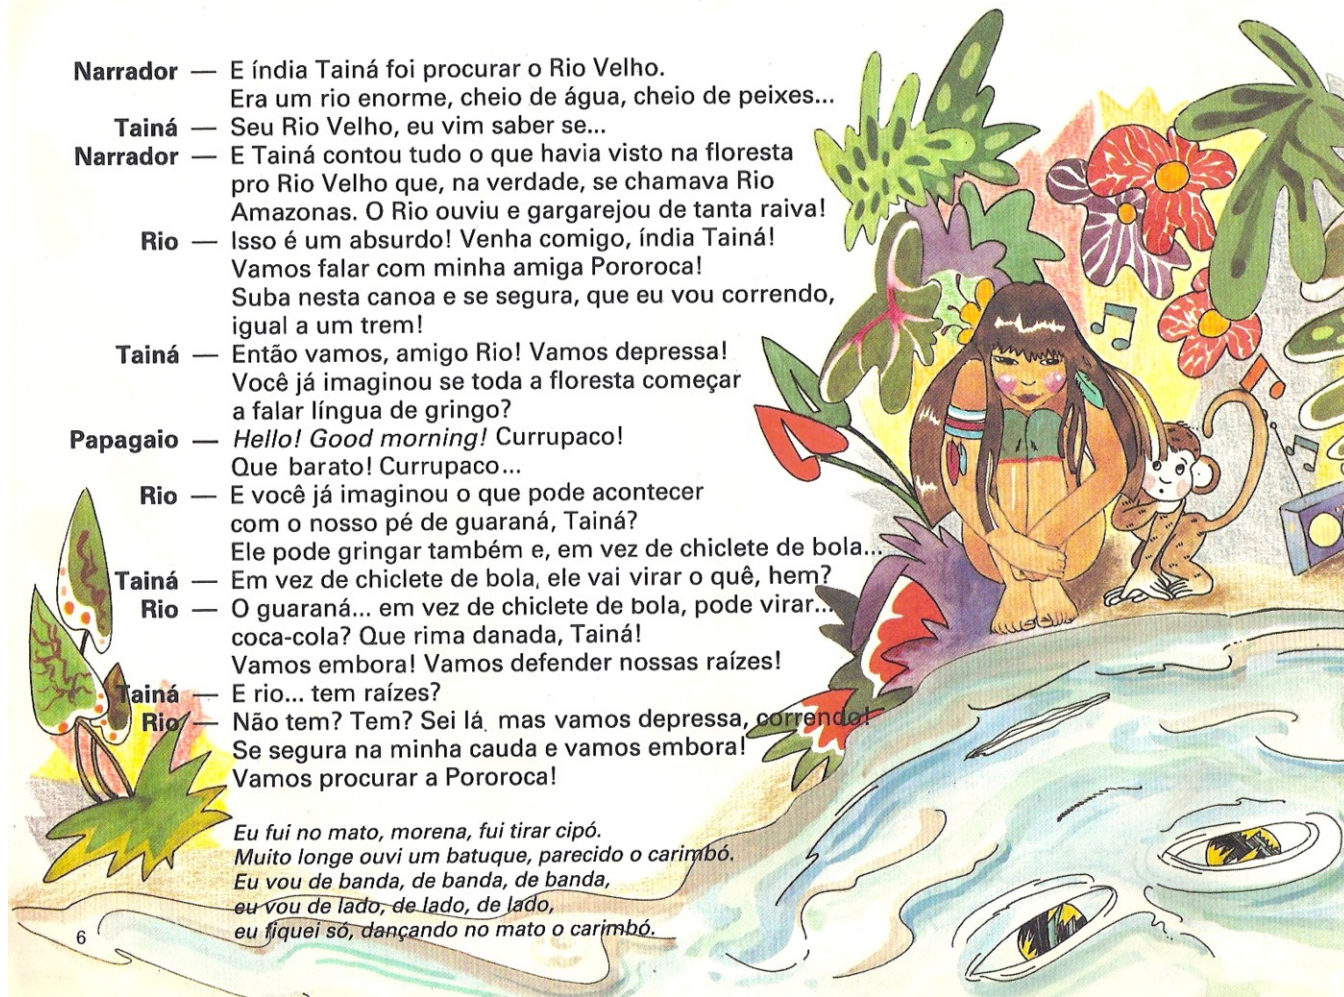 Narrador — E índia Tainá foi procurar o Rio Velho.
Era um rio enorme, cheio de água, cheio de peixes...
Tainá — Seu Rio Velho, eu vim saber se...
Narrador — E Tainá contou tudo o que havia visto na floresta
pro Rio Velho que, na verdade, se chamava Rio
Amazonas. O Rio ouviu e gargarejou de tanta raiva!
Rio — Isso é um absurdo! Venha comigo, índia Tainá!
Vamos falar com minha amiga Pororoca!
Suba nesta canoa e se segura, que eu vou correndo,
igual a um trem!
Tainá — Então vamos, amigo Rio! Vamos depressa!
Você já imaginou se toda a floresta começar
a falar língua de gringo?
Papagaio — Hello! Good morning! Currupaco!
Que barato! Currupaco...
Rio — E você já imaginou o que pode acontecer
com o nosso pé de guaraná, Tainá?
Ele pode gringar também e, em vez de chiclete de bola...
Tainá — Em vez de chiclete de bola, ele vai virar o quê, hem?
Rio — O guaraná... em vez de chiclete de bola, pode virar...
coca-cola? Que rima danada, Tainá!
Vamos embora! Vamos defender nossas raízes!
Tainá — E rio... tem raízes?
Rio — Não tem? Tem? Sei lá, mas vamos depressa, correndo!
Se segura na minha cauda e vamos embora!
Vamos procurar a Pororoca!
Eu fui no mato, morena, fui tirar cipó.
Muito longe ouvi um batuque, parecido o carimbó.
Eu vou de banda, de banda, de banda,
eu vou de lado, de lado, de lado,
eu fiquei só, dançando no mato o carimbó.
6